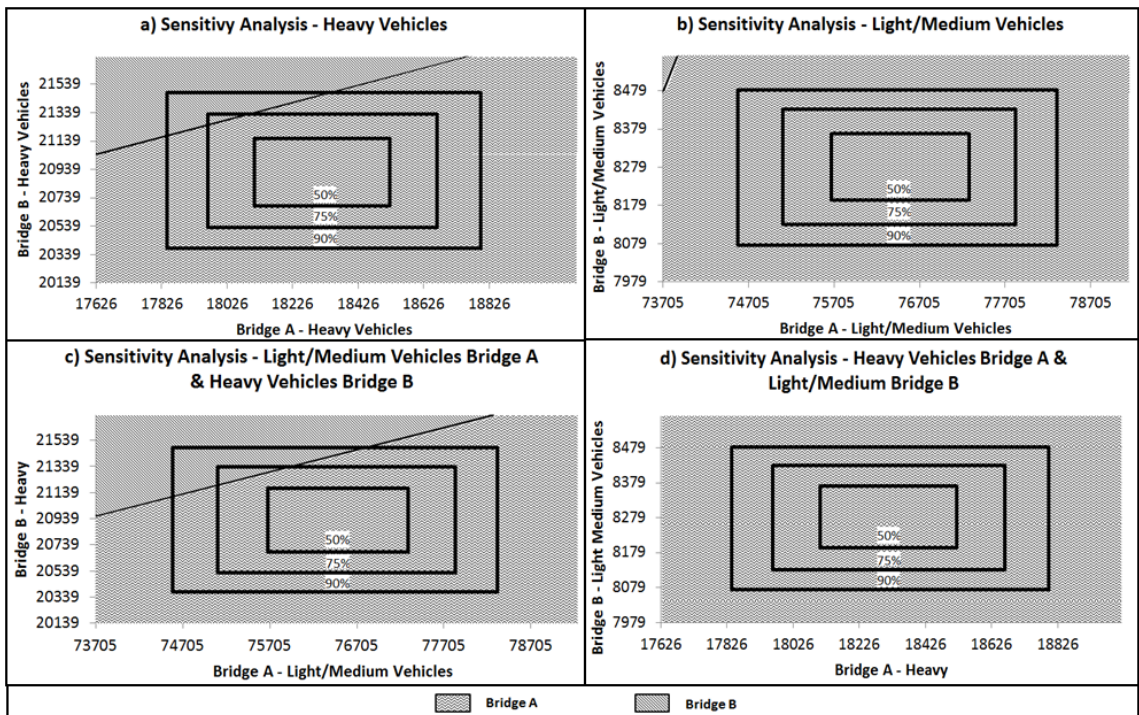 a) Sensitivy Analysis - Heavy Vehicles
Bridge B - Heavy Vehicles
21539
21339
21139
20939
20739
20539
20339
20139
50%
75%
90%
17626 17826 18026 18226 18426 18626 18826
Bridge A - Heavy Vehicles
b) Sensitivity Analysis - Light/Medium Vehicles
Bridge B - Light/Medium Vehicles
8479
8379
8279
8179
8079
7979
50%
75%
90%
73705 74705 75705 76705 77705 78705
Bridge A - Light/Medium Vehicles
c) Sensitivity Analysis - Light/Medium Vehicles Bridge A
& Heavy Vehicles Bridge B
Bridge B - Heavy
21539
21339
21139
20939
20739
20539
20339
20139
50%
75%
90%
73705 74705 75705 76705 77705 78705
Bridge A - Light/Medium Vehicles
d) Sensitivity Analysis - Heavy Vehicles Bridge A &
Light/Medium Bridge B
Bridge B - Light Medium Vehicles
8479
8379
8279
8179
8079
7979
50%
75%
90%
17626 17826 18026 18226 18426 18626 18826
Bridge A - Heavy
Bridge A Bridge B